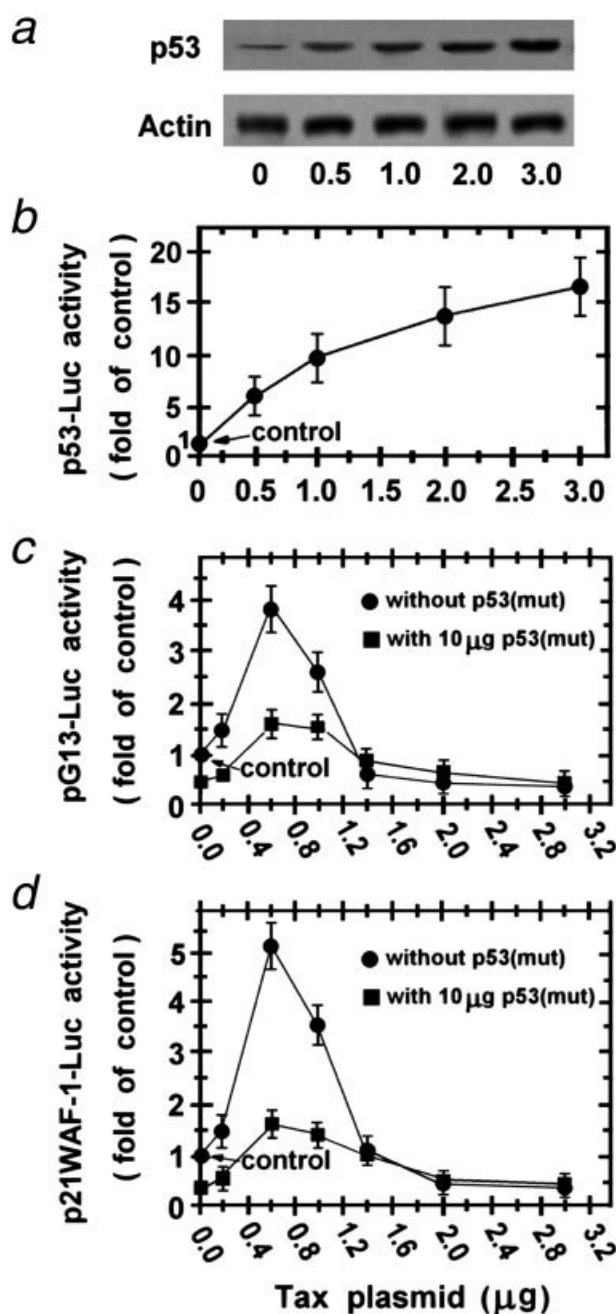 a
p53
Actin
0 0.5 1.0 2.0 3.0
b
p53-Luc activity
(fold of control)
20
15
10
5
1
0
control
0 0.5 1.0 1.5 2.0 2.5 3.0
c
pG13-Luc activity
(fold of control)
4
3
2
1
0
without p53(mut)
with 10μg p53(mut)
control
0.0 0.4 0.8 1.2 1.6 2.0 2.4 2.8 3.2
d
p21WAF-1-Luc activity
(fold of control)
5
4
3
2
1
0
without p53(mut)
with 10μg p53(mut)
control
0.0 0.4 0.8 1.2 1.6 2.0 2.4 2.8 3.2
Tax plasmid (μg)